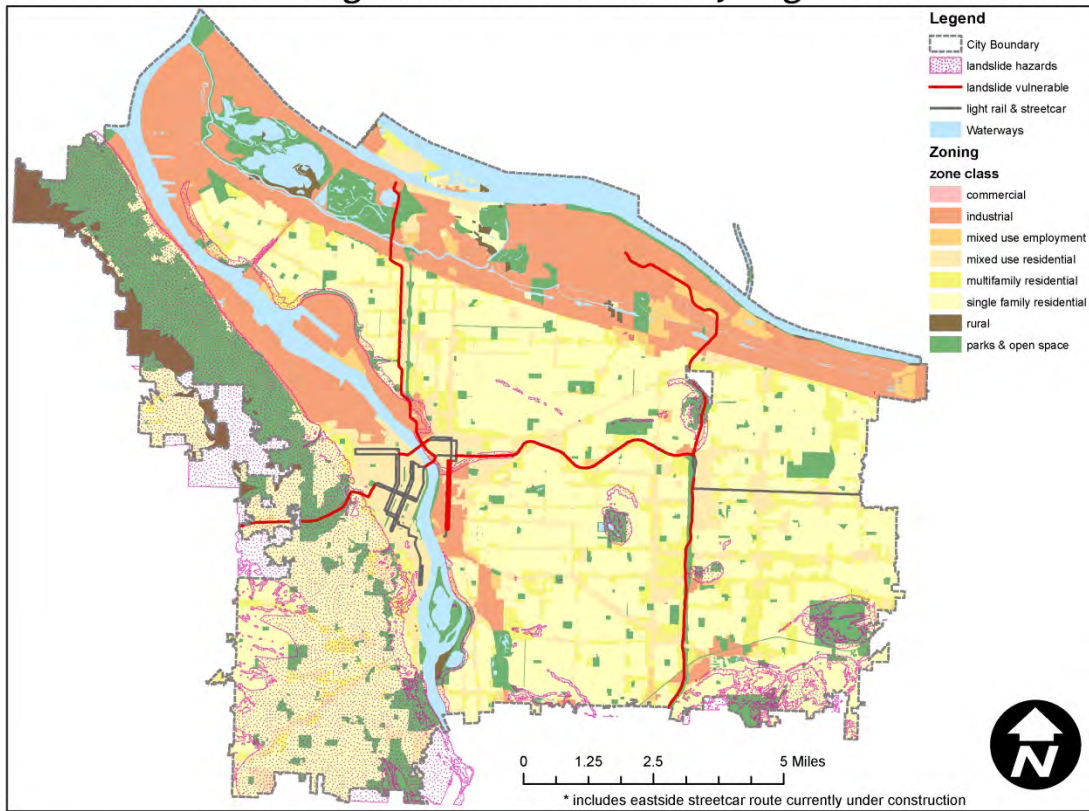 Legend
City Boundary
landslide hazards
landslide vulnerable
light rail & streetcar
Waterways
Zoning
zone class
commercial
industrial
mixed use employment
mixed use residential
multifamily residential
single family residential
rural
parks & open space
N
0 1.25 2.5 5 Miles
* includes eastside streetcar route currently under construction